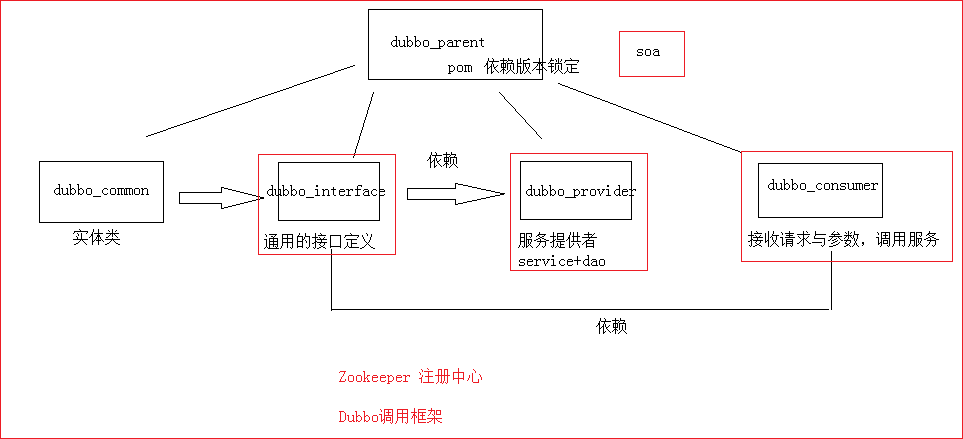 dubbo_parent
pom 依赖版本锁定
soa
dubbo_common
实体类
dubbo_interface
通用的接口定义
依赖
dubbo_provider
服务提供者
service+dao
dubbo_consumer
接收请求与参数，调用服务
依赖
Zookeeper 注册中心
Dubbo调用框架